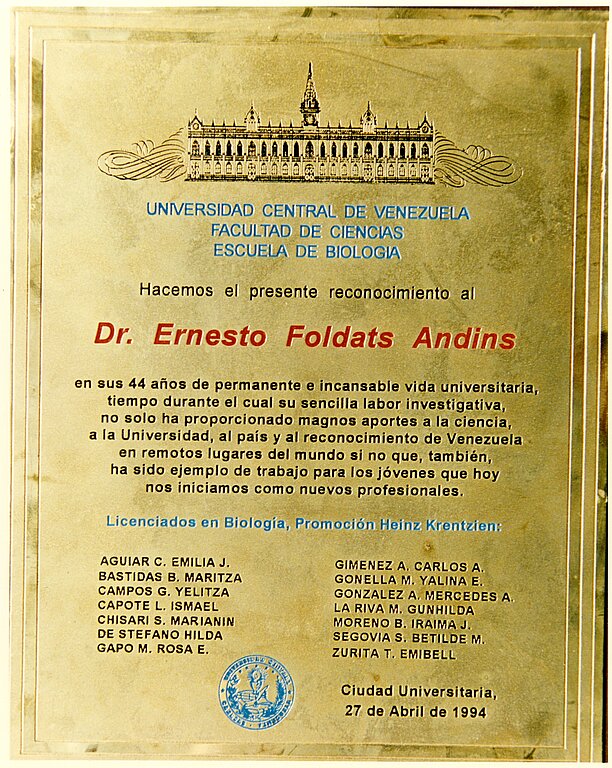 UNIVERSIDAD CENTRAL DE VENEZUELA
FACULTAD DE CIENCIAS
ESCUELA DE BIOLOGIA
Hacemos el presente reconocimiento al
Dr. Ernesto Foldats Andins
en sus 44 años de permanente e incansable vida universitaria,
tiempo durante el cual su sencilla labor investigativa,
no solo ha proporcionado magnos aportes a la ciencia,
a la Universidad, al país y al reconocimiento de Venezuela
en remotos lugares del mundo si no que, también,
ha sido ejemplo de trabajo para los jóvenes que hoy
nos iniciamos como nuevos profesionales.
Licenciados en Biología, Promoción Heinz Krentzien:
AGUIAR C. EMILIA J.
BASTIDAS B. MARITZA
CAMPOS G. YELITZA
CAPOTE L. ISMAEL
CHISARI S. MARIANIN
DE STEFANO HILDA
GAPO M. ROSA E.
GIMENEZ A. CARLOS A.
GONELLA M. YALINA E.
GONZALEZ A. MERCEDES A.
LA RIVA M. GUNHILDA
MORENO B. IRAIMA J.
SEGOVIA S. BETILDE M.
ZURITA T. EMIBELL
Ciudad Universitaria,
27 de Abril de 1994